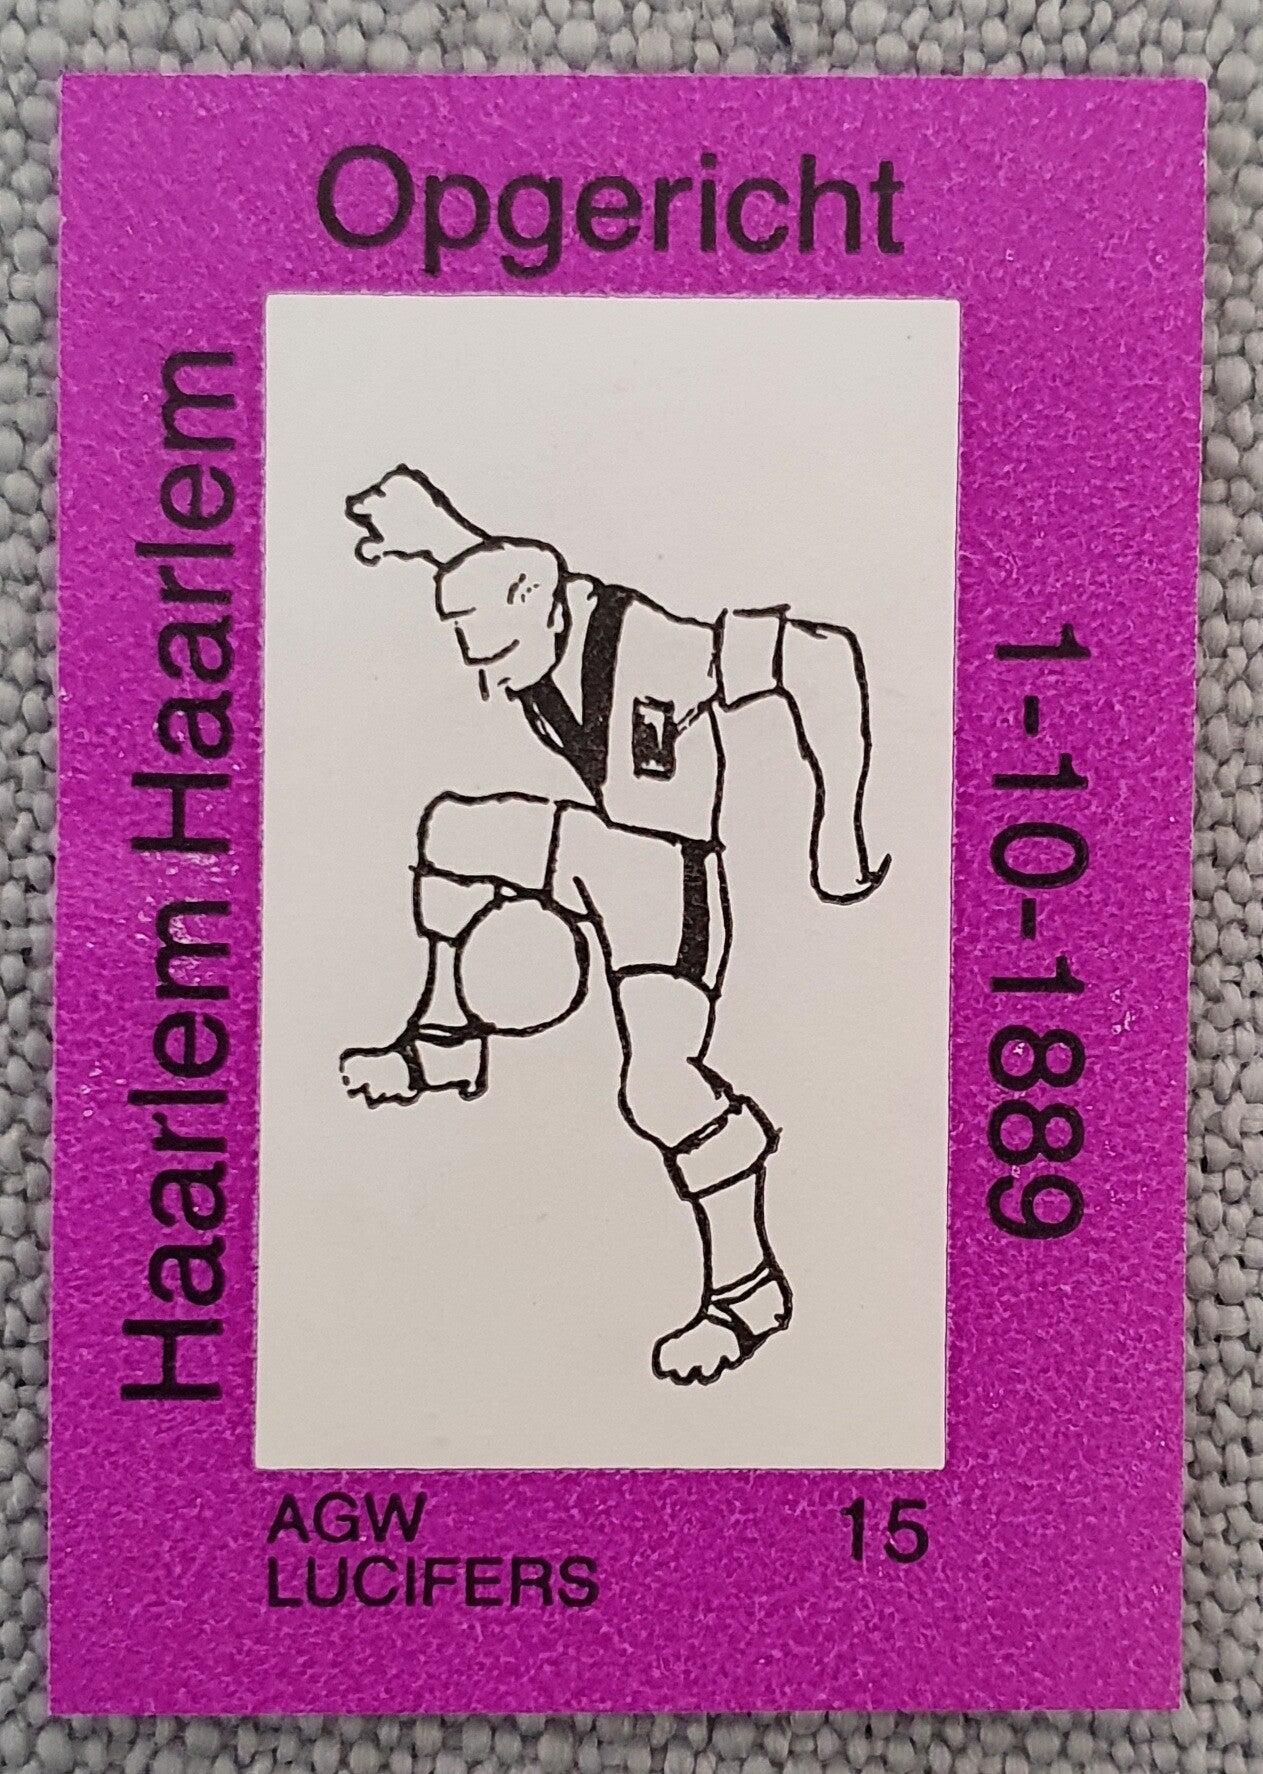 Opgericht
Haarlem Haarlem
1-10-1889
AGW
LUCIFERS
15